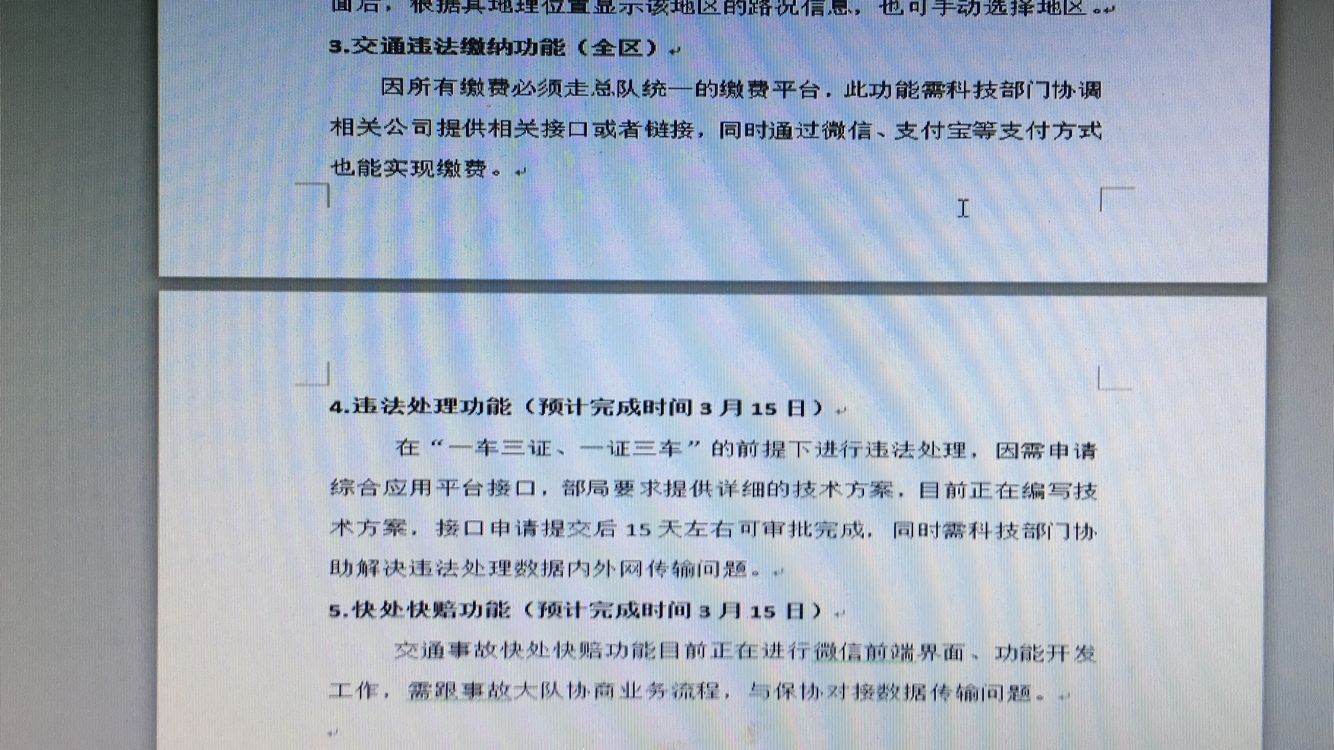 面后，根据其地理位置显示该地区的路况信息，也可手动选择地区。
3.交通违法缴纳功能（全区）
因所有缴费必须走总队统一的缴费平台，此功能需科技部门协调
相关公司提供相关接口或者链接，同时通过微信、支付宝等支付方式
也能实现缴费。
4.违法处理功能（预计完成时间3月15日）
在“一车三证、一证三车”的前提下进行违法处理，因需申请
综合应用平台接口，部局要求提供详细的技术方案，目前正在编写技
术方案，接口申请提交后15天左右可审批完成，同时需科技部门协
助解决违法处理数据内外网传输问题。
5.快处快赔功能（预计完成时间3月15日）
交通事故快处快赔功能目前正在进行微信前端界面、功能开发
工作，需跟事故大队协商业务流程，与保协对接数据传输问题。